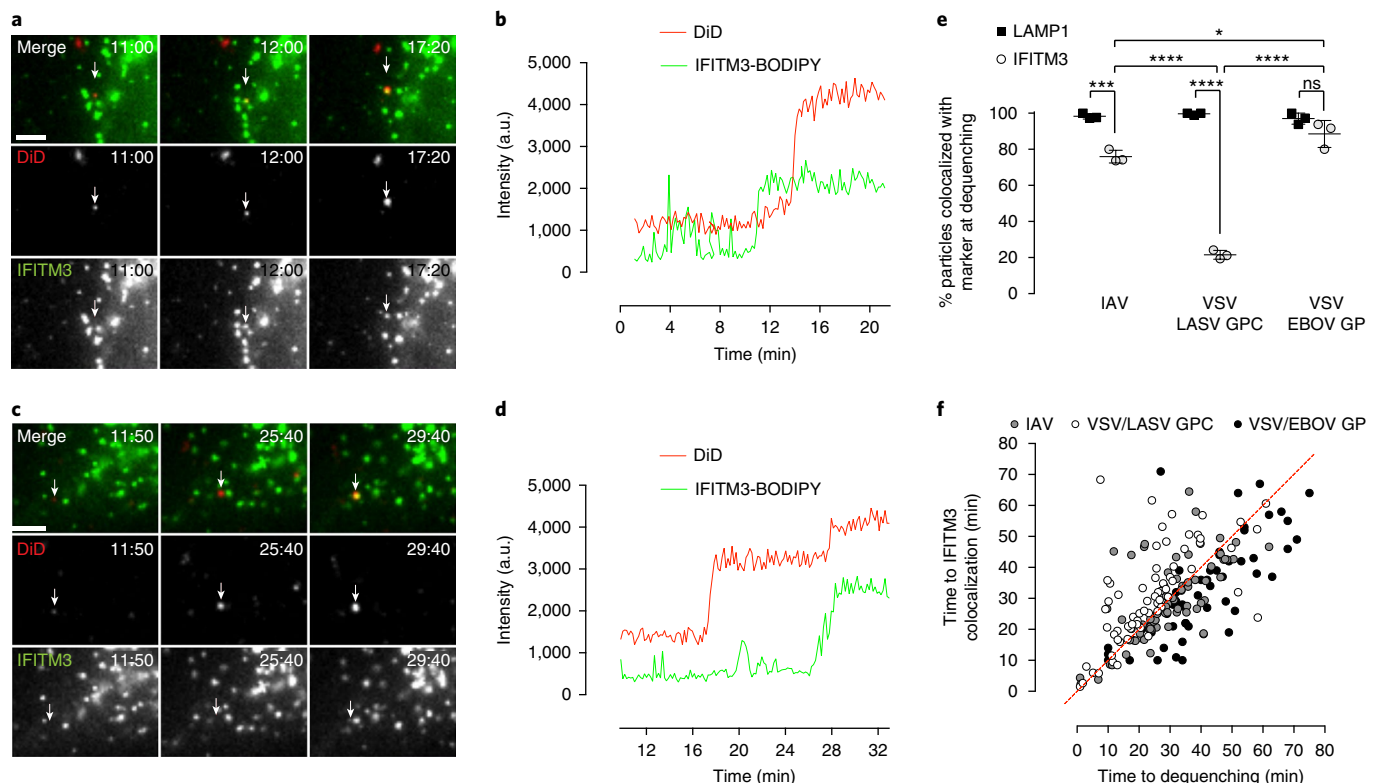 a
Merge 11:00 12:00 17:20
DiD 11:00 12:00 17:20
IFITM3 11:00 12:00 17:20
b
DiD
IFITM3-BODIPY
Intensity (a.u.)
5,000
4,000
3,000
2,000
1,000
0
0 4 8 12 16 20
Time (min)
c
Merge 11:50 25:40 29:40
DiD 11:50 25:40 29:40
IFITM3 11:50 25:40 29:40
d
DiD
IFITM3-BODIPY
Intensity (a.u.)
5,000
4,000
3,000
2,000
1,000
0
12 16 20 24 28 32
Time (min)
e
LAMP1
IFITM3
*
**** ****
*** **** ns
% particles colocalized with
marker at dequenching
100
80
60
40
20
0
IAV VSV VSV
LASV GPC EBOV GP
f
IAV VSV/LASV GPC VSV/EBOV GP
Time to IFITM3
colocalization (min)
80
70
60
50
40
30
20
10
0
0 10 20 30 40 50 60 70 80
Time to dequenching (min)